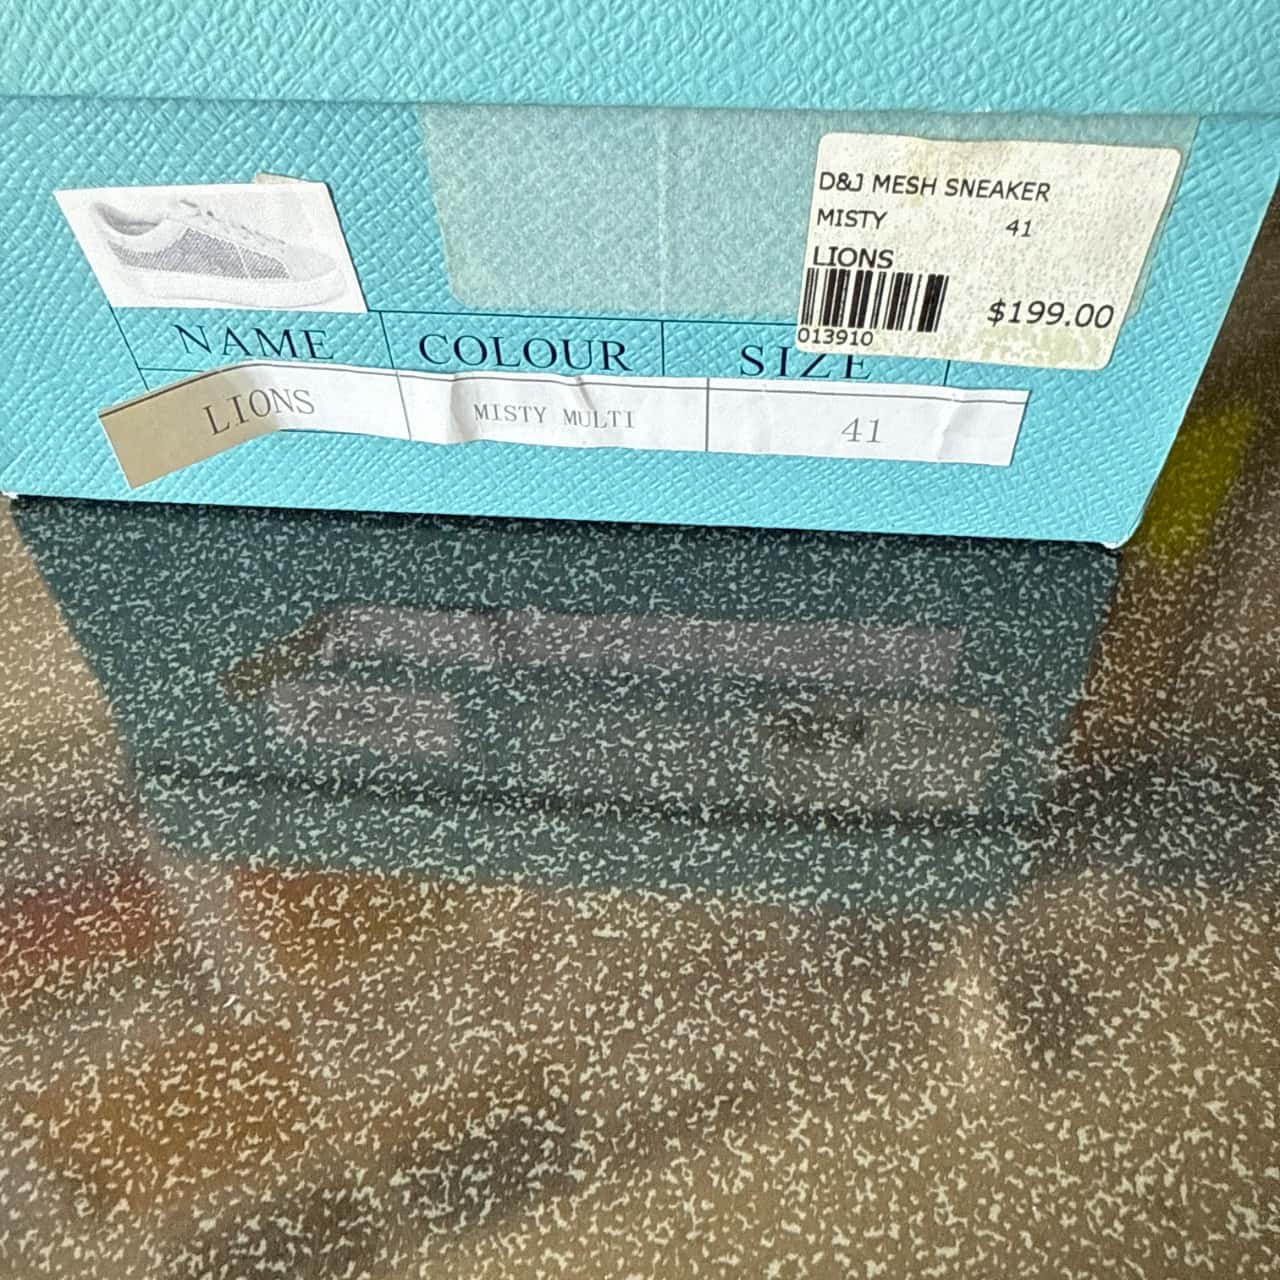 D&J MESH SNEAKER
MISTY 41
LIONS
$199.00
013910
NAME COLOUR SIZE
LIONS MISTY MULTI 41